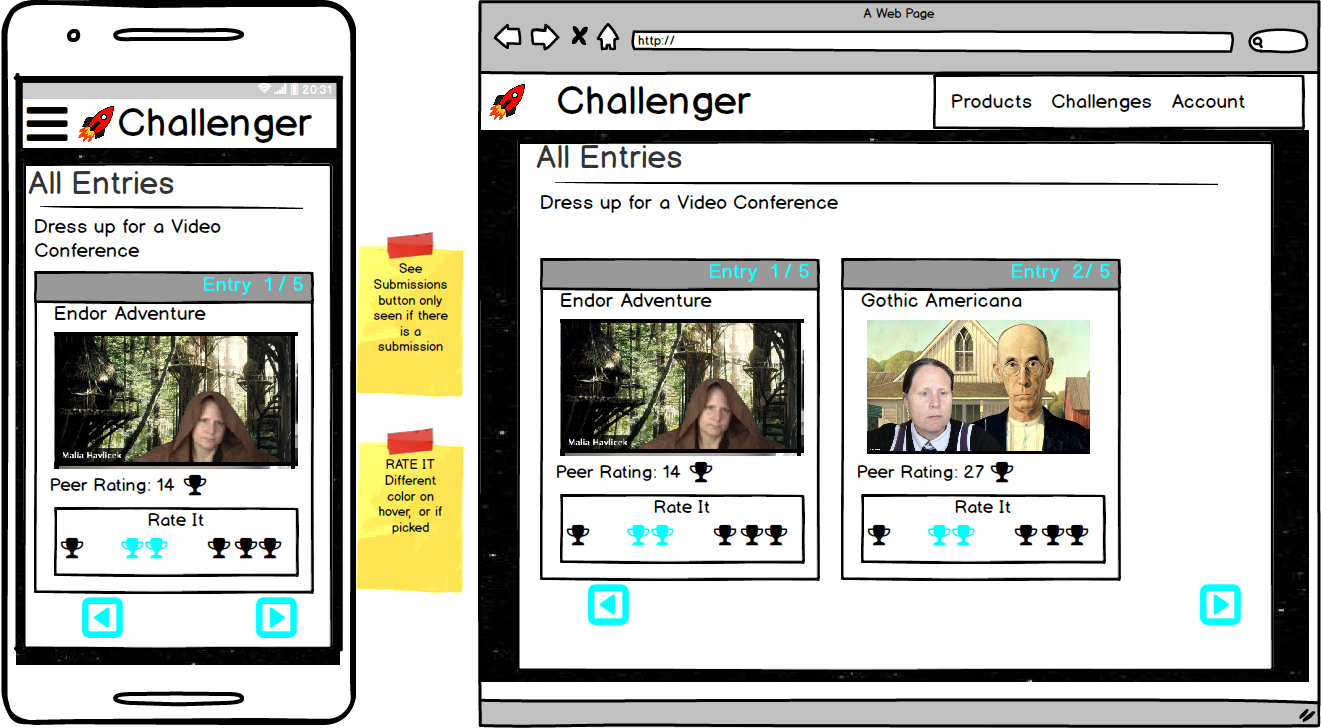 20:31
Challenger
All Entries
Dress up for a Video
Conference
Entry 1 / 5
Endor Adventure
Malia Havlicek
Peer Rating: 14
Rate It
See
Submissions
button only
seen if there
is a
submission
RATE IT
Different
color on
hover, or if
picked
A Web Page
http://
Challenger
Products Challenges Account
All Entries
Dress up for a Video Conference
Entry 1 / 5
Endor Adventure
Malia Havlicek
Peer Rating: 14
Rate It
Entry 2/ 5
Gothic Americana
Peer Rating: 27
Rate It